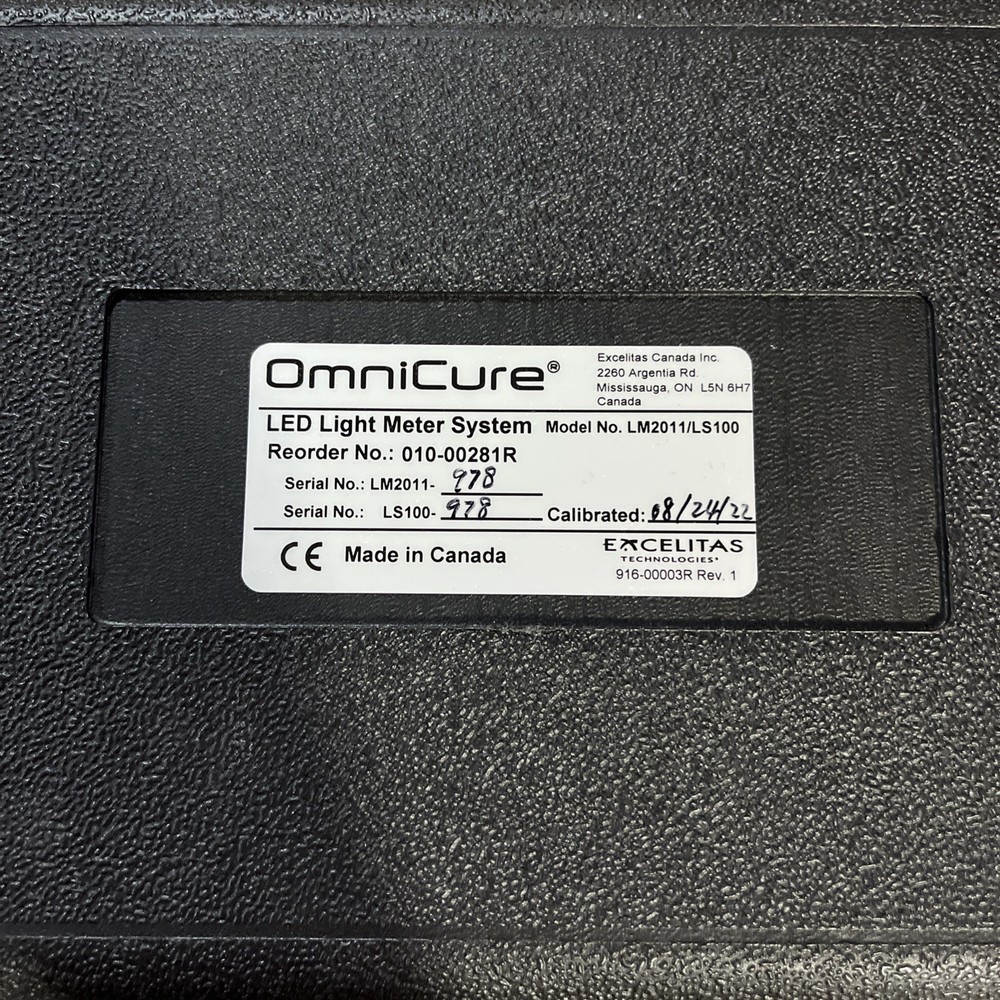 OmniCure®
Excelitas Canada Inc.
2260 Argentia Rd.
Mississauga, ON L5N 6H7
Canada
LED Light Meter System Model No. LM2011/LS100
Reorder No.: 010-00281R
Serial No.: LM2011- 978
Serial No.: LS100- 978 Calibrated: 08/24/22
CE Made in Canada
EXCELITAS
TECHNOLOGIES®
916-00003R Rev. 1